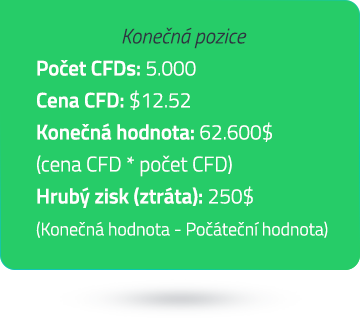 Konečná pozice
Počet CFDs: 5.000
Cena CFD: $12.52
Konečná hodnota: 62.600$
(cena CFD * počet CFD)
Hrubý zisk (ztráta): 250$
(Konečná hodnota - Počáteční hodnota)